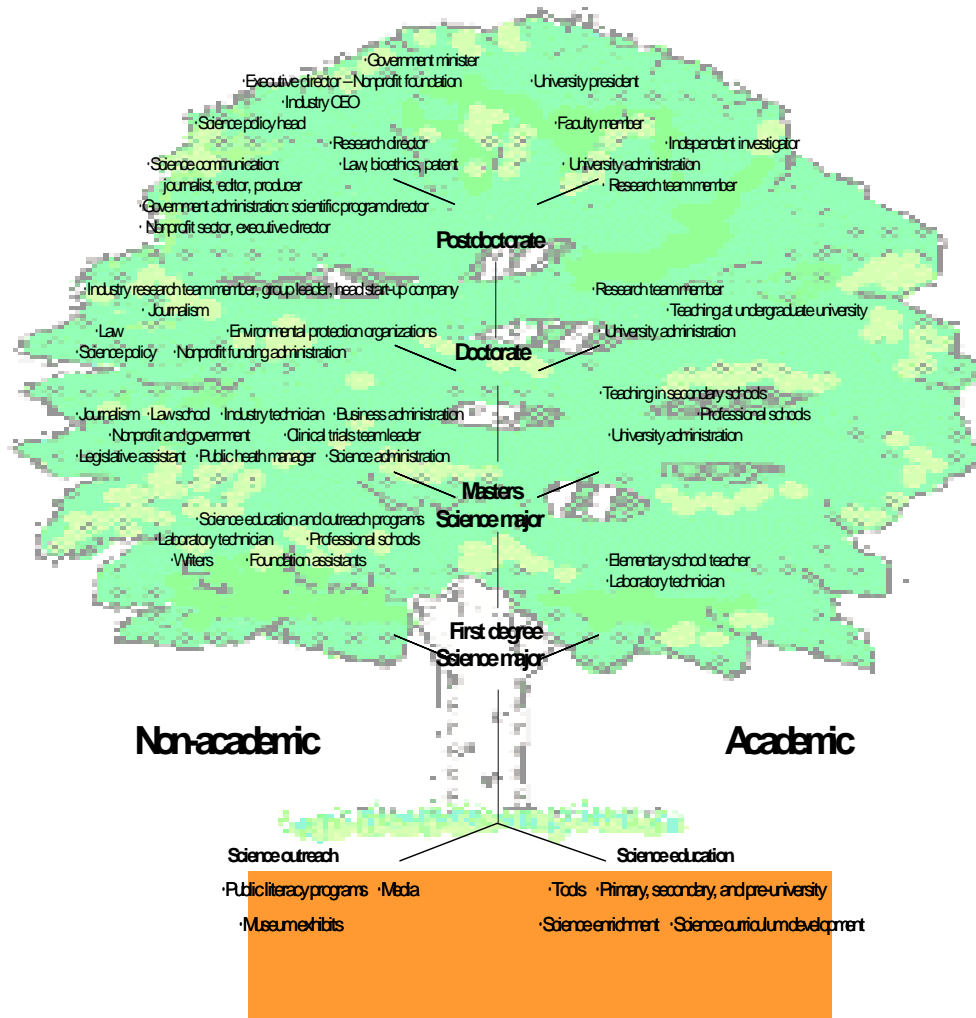 ·Government minister
·Executive director – Nonprofit foundation ·University president
·Industry CEO
·Science policy head ·Faculty member
·Research director ·Independent investigator
·Science communication: ·Law, bioethics, patent ·University administration
journalist, editor, producer ·Research team member
·Government administration: scientific program director
·Nonprofit sector, executive director
Postdoctorate
·Industry research team member, group leader, head start-up company ·Research team member
·Journalism ·Teaching at undergraduate university
·Law ·Environmental protection organizations ·University administration
·Science policy ·Nonprofit funding administration Doctorate
·Teaching in secondary schools
·Journalism ·Law school ·Industry technician ·Business administration ·Professional schools
·Nonprofit and government ·Clinical trials team leader ·University administration
·Legislative assistant ·Public heath manager ·Science administration
Masters
Science major
·Science education and outreach programs
·Laboratory technician ·Professional schools
·Writers ·Foundation assistants ·Elementary school teacher
·Laboratory technician
First degree
Science major
Non-academic Academic
Science outreach Science education
·Public literacy programs ·Media ·Tools ·Primary, secondary, and pre-university
·Museum exhibits ·Science enrichment ·Science curriculum development